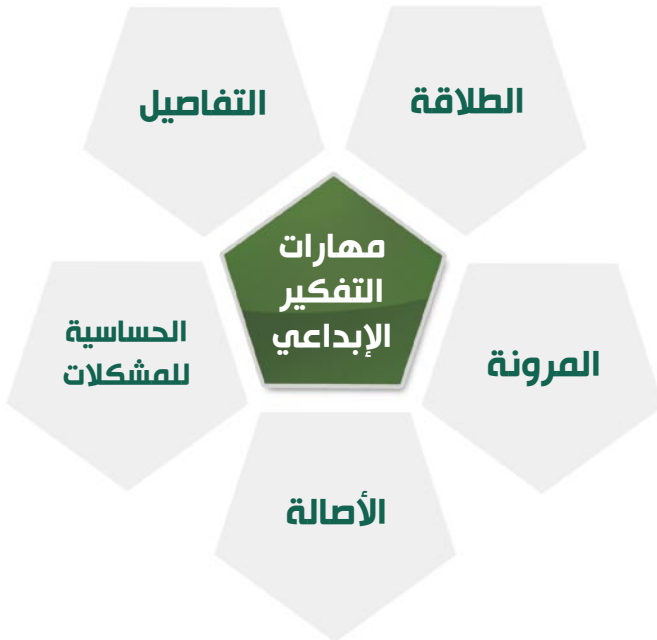 الطلاقة
التفاصيل
مهارات
التفكير
الإبداعي
المرونة
الحساسية
للمشكلات
الأصالة